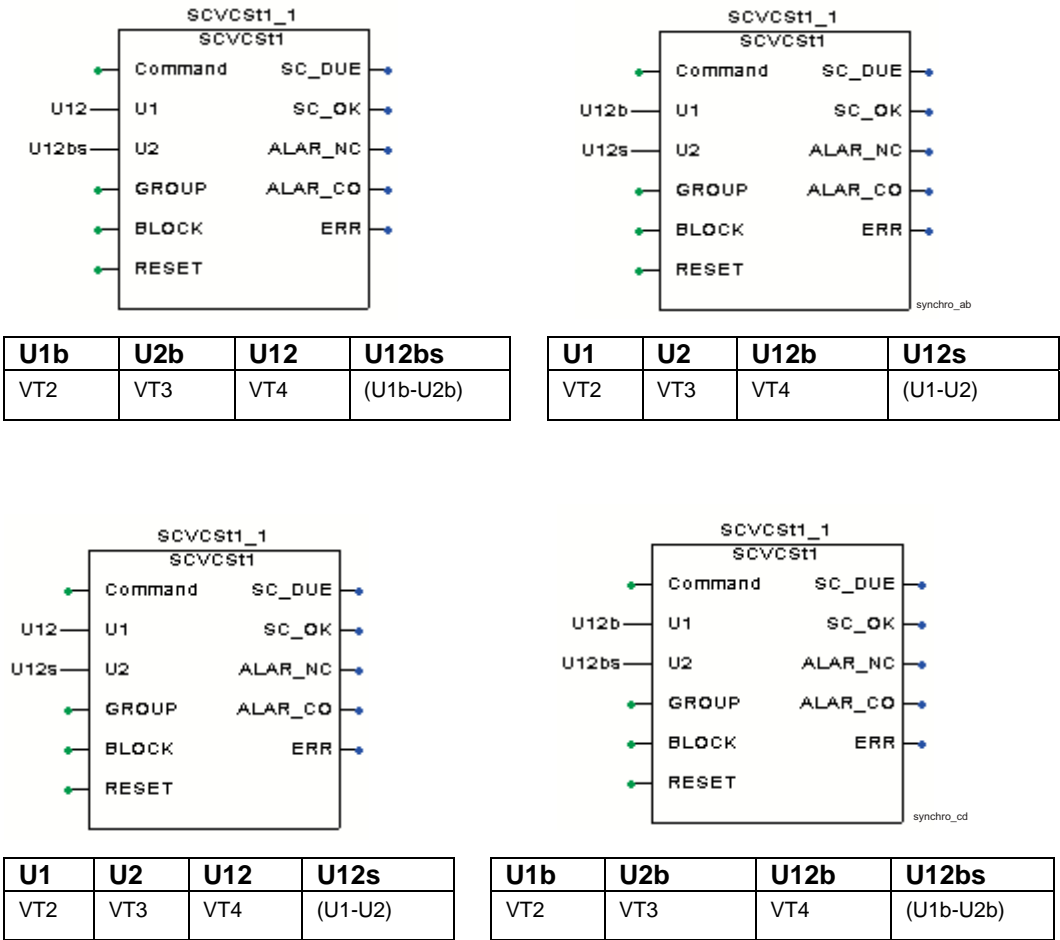 SCVCSt1_1
SCVCSt1
Command SC_DUE
U12 U1 SC_OK
U12bs U2 ALAR_NC
GROUP ALAR_CO
BLOCK ERR
RESET
SCVCSt1_1
SCVCSt1
Command SC_DUE
U12b U1 SC_OK
U12s U2 ALAR_NC
GROUP ALAR_CO
BLOCK ERR
RESET
synchro_ab
U1b U2b U12 U12bs
VT2 VT3 VT4 (U1b-U2b)
U1 U2 U12b U12s
VT2 VT3 VT4 (U1-U2)
SCVCSt1_1
SCVCSt1
Command SC_DUE
U12 U1 SC_OK
U12s U2 ALAR_NC
GROUP ALAR_CO
BLOCK ERR
RESET
SCVCSt1_1
SCVCSt1
Command SC_DUE
U12b U1 SC_OK
U12bs U2 ALAR_NC
GROUP ALAR_CO
BLOCK ERR
RESET
synchro_cd
U1 U2 U12 U12s
VT2 VT3 VT4 (U1-U2)
U1b U2b U12b U12bs
VT2 VT3 VT4 (U1b-U2b)